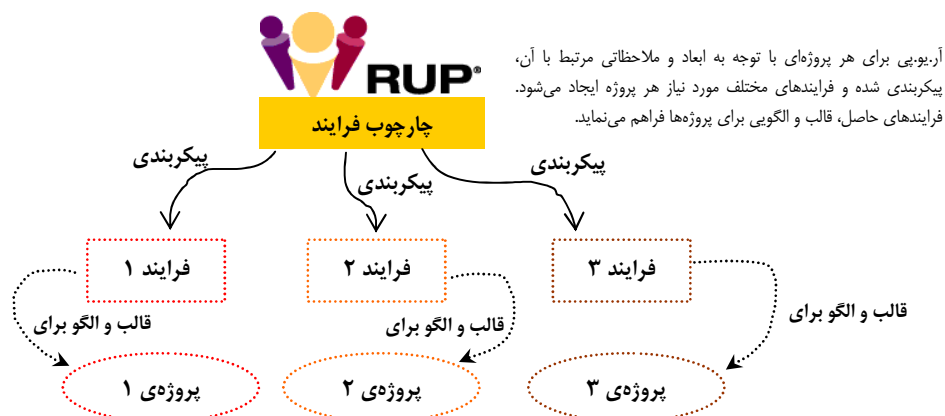 آر.یو.پی برای هر پروژه‌ای با توجه به ابعاد و ملاحظاتی مرتبط با آن،
پیکربندی شده و فرایندهای مختلف مورد نیاز هر پروژه ایجاد می‌شود.
فرایندهای حاصل، قالب و الگویی برای پروژه‌ها فراهم می‌نماید.
RUP®
چارچوب فرایند
پیکربندی
پیکربندی
پیکربندی
فرایند ۳
فرایند ۲
فرایند ۱
قالب و الگو برای
قالب و الگو برای
قالب و الگو برای
پروژه‌ی ۳
پروژه‌ی ۲
پروژه‌ی ۱